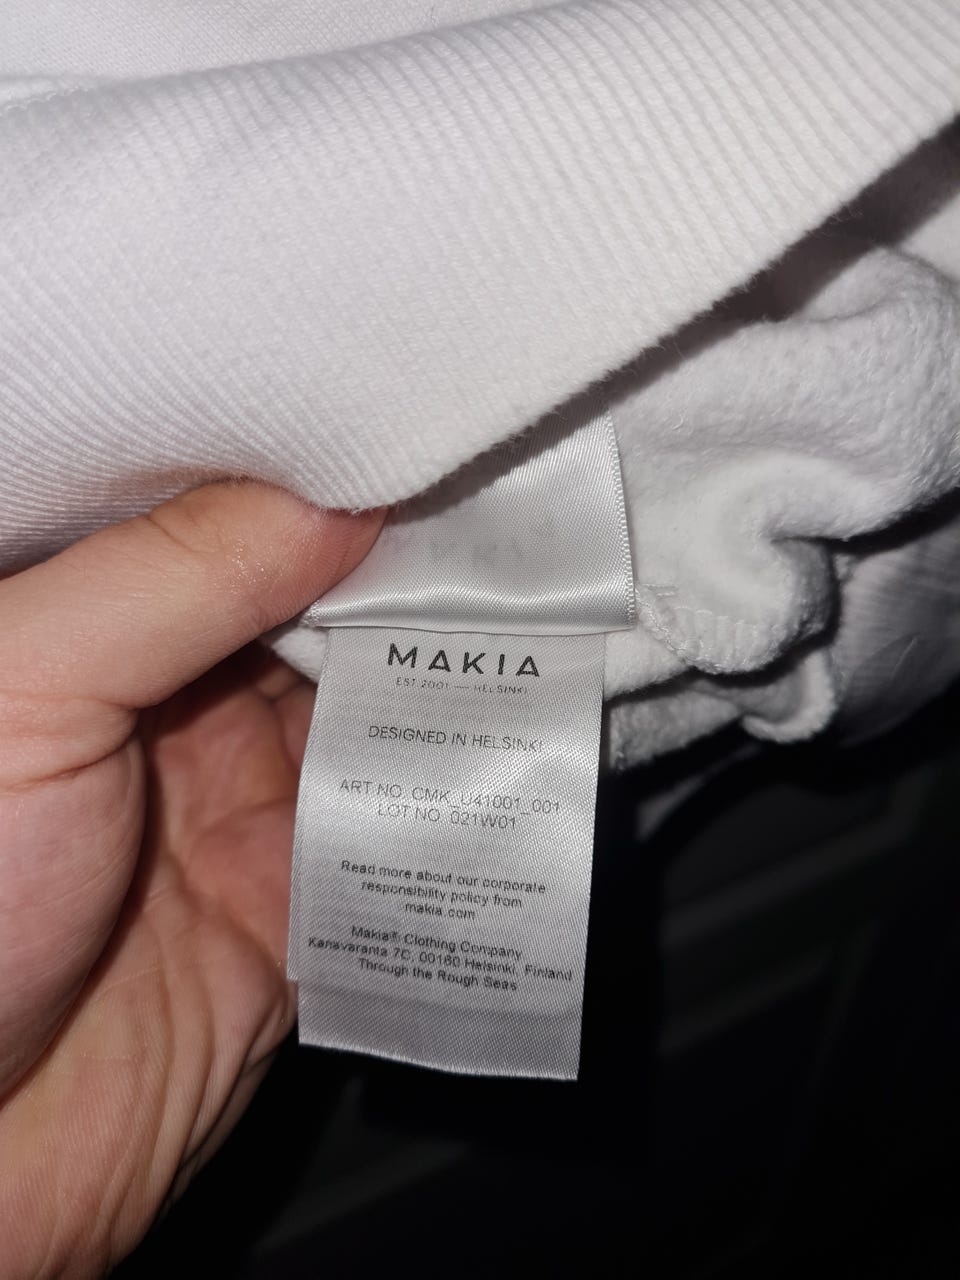 MAKIA
EST 2001 — HELSINKI
DESIGNED IN HELSINKI
ART NO. CMK_U41001_001
LOT NO. 021W01
Read more about our corporate
responsibility policy from
makia.com
Makia® Clothing Company
Kanavaranta 7C, 00160 Helsinki, Finland
Through the Rough Seas